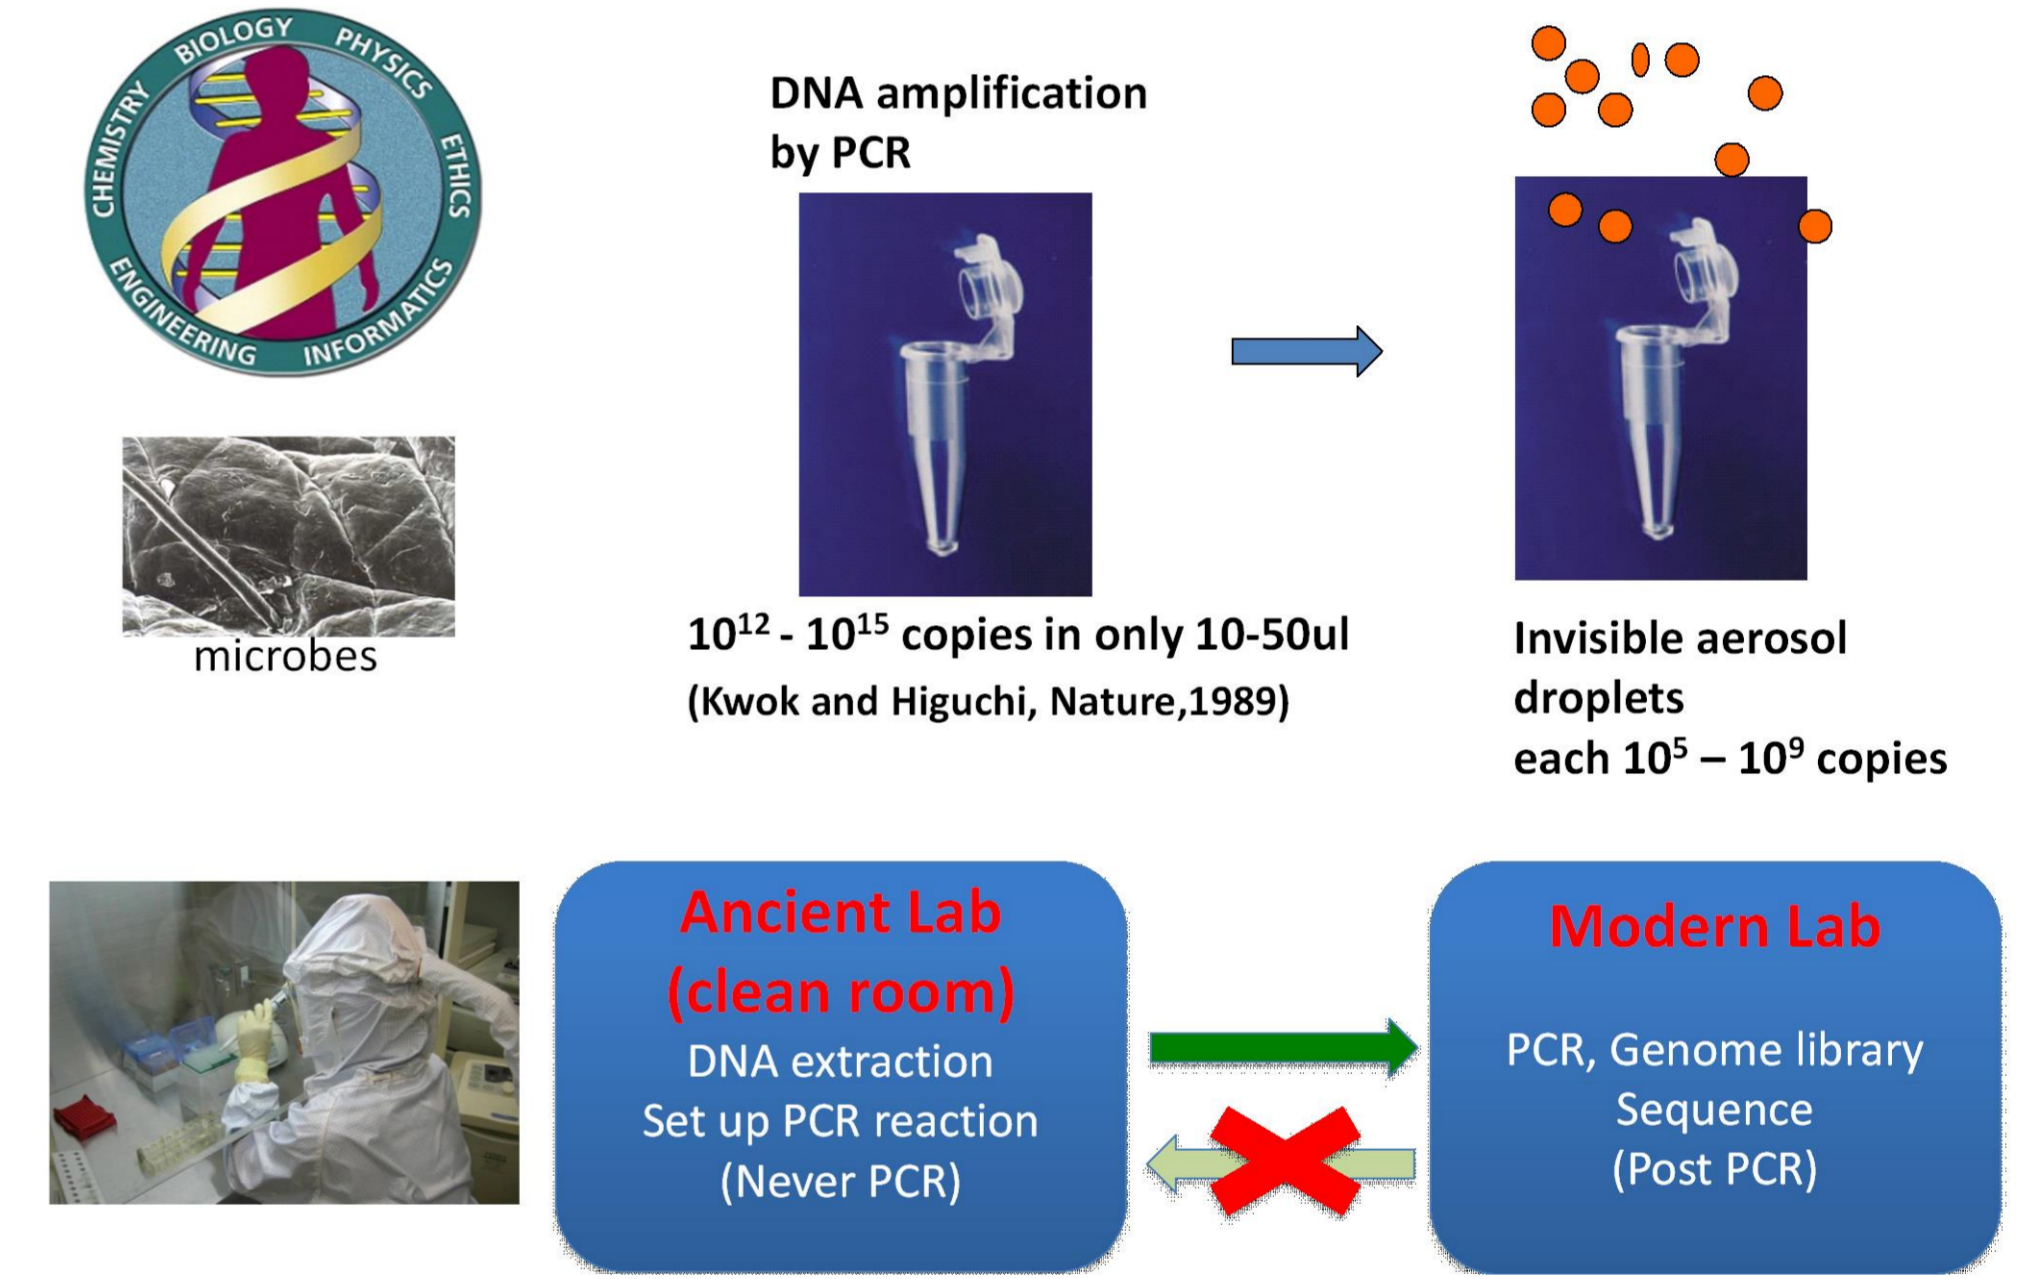 CHEMISTRY BIOLOGY PHYSICS ETHICS
ENGINEERING INFORMATICS
microbes
DNA amplification
by PCR
10¹² - 10¹⁵ copies in only 10-50ul
(Kwok and Higuchi, Nature,1989)
Invisible aerosol
droplets
each 10⁵ – 10⁹ copies
Ancient Lab
(clean room)
DNA extraction
Set up PCR reaction
(Never PCR)
Modern Lab
PCR, Genome library
Sequence
(Post PCR)